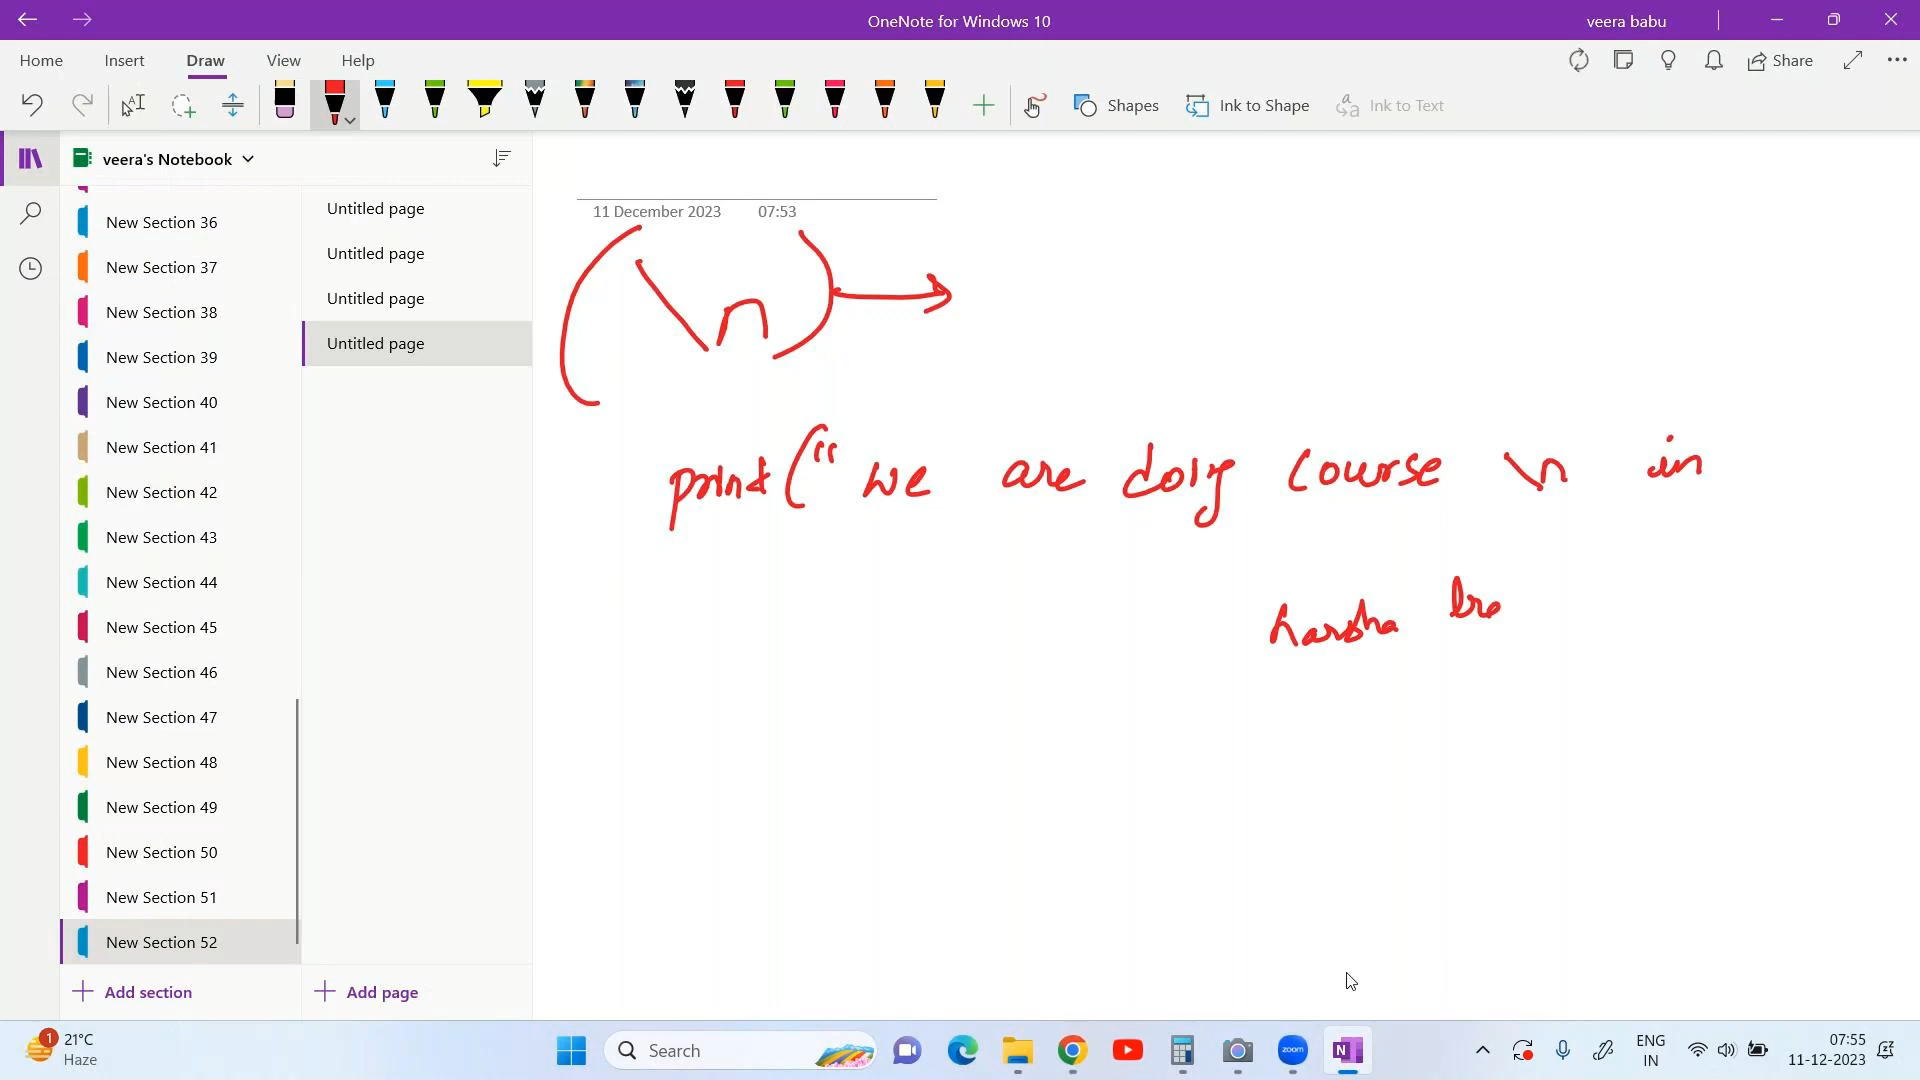 OneNote for Windows 10
veera babu
Home Insert Draw View Help
Share
Shapes Ink to Shape Ink to Text
veera's Notebook
11 December 2023 07:53
New Section 36
New Section 37
New Section 38
New Section 39
New Section 40
New Section 41
New Section 42
New Section 43
New Section 44
New Section 45
New Section 46
New Section 47
New Section 48
New Section 49
New Section 50
New Section 51
New Section 52
Add section
Untitled page
Untitled page
Untitled page
Untitled page
Add page
(\n)
print(" we are doing course \n in
harsha
1
21°C
Haze
Search
zoom
N
ENG
IN
07:55
11-12-2023